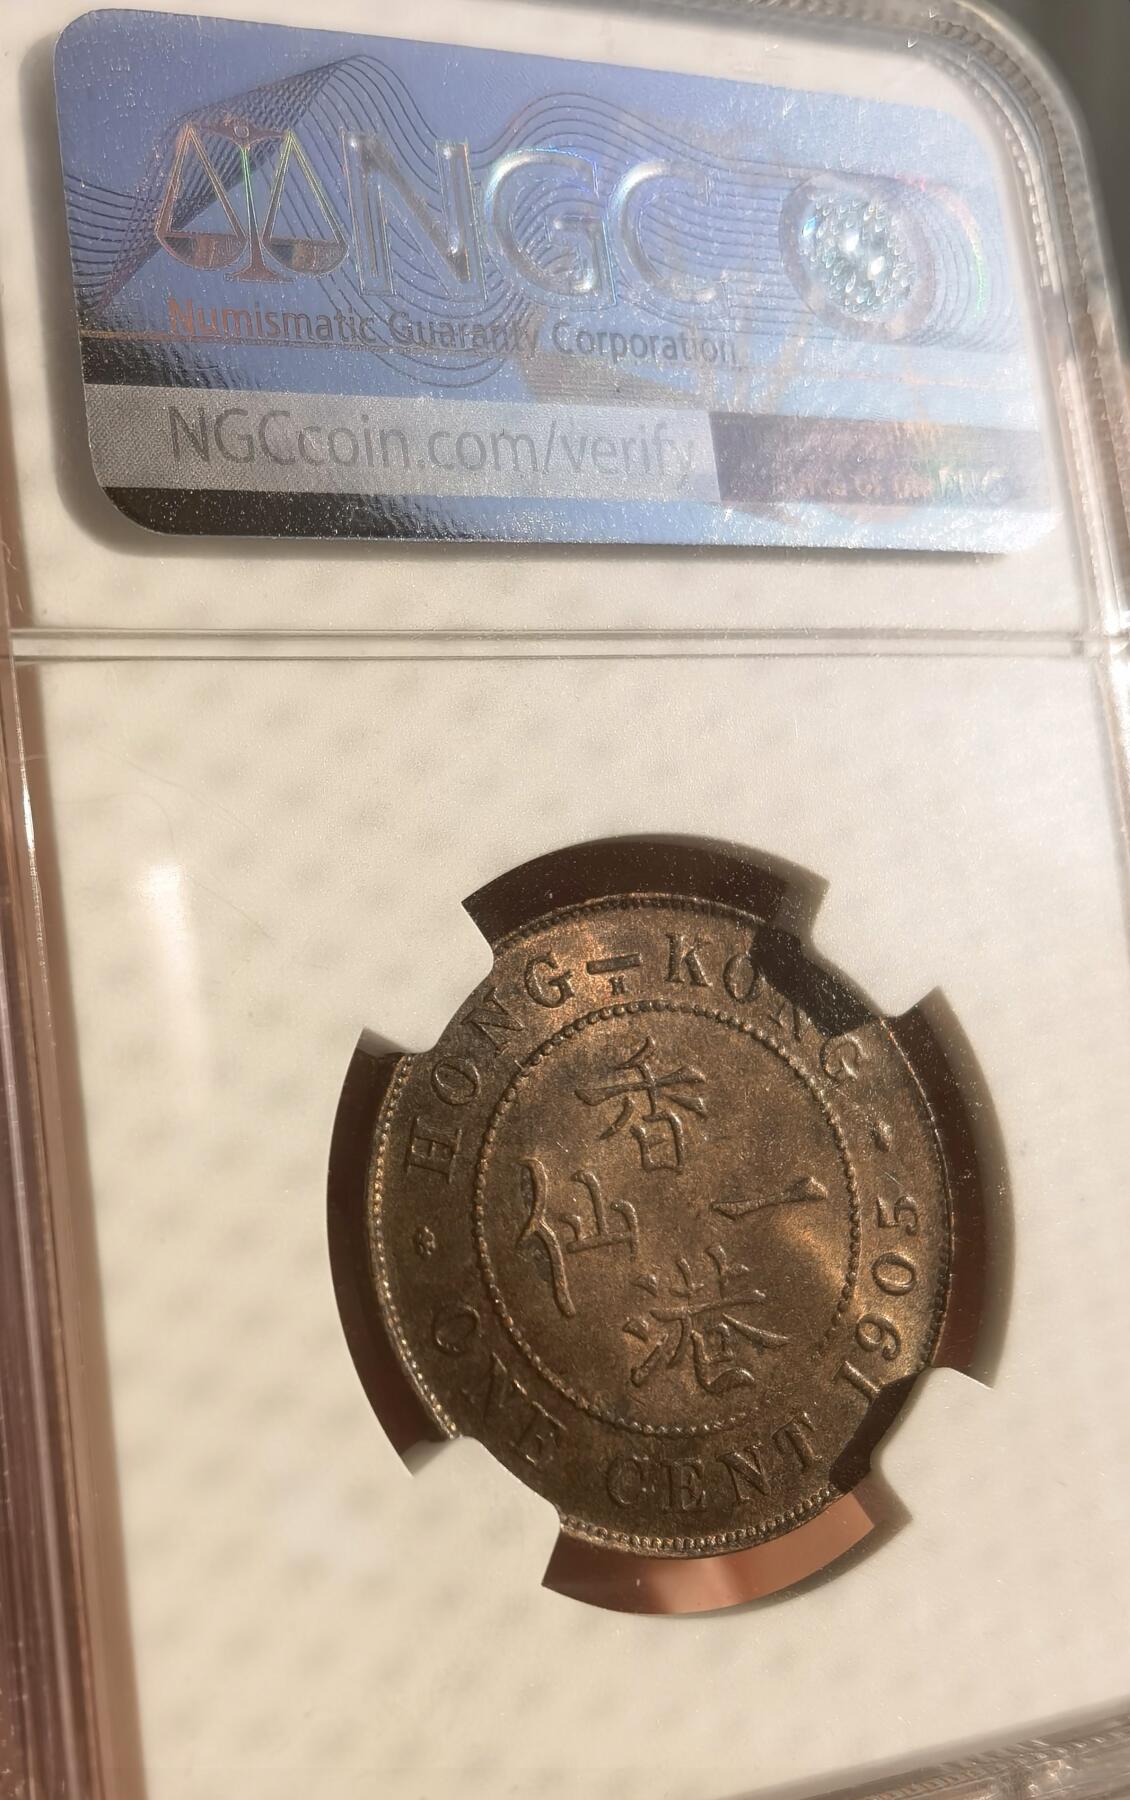 NGC
Numismatic Guaranty Corporation
NGCcoin.com/verify
HONG-KONG
H
香
仙 一
港
ONE CENT 1905